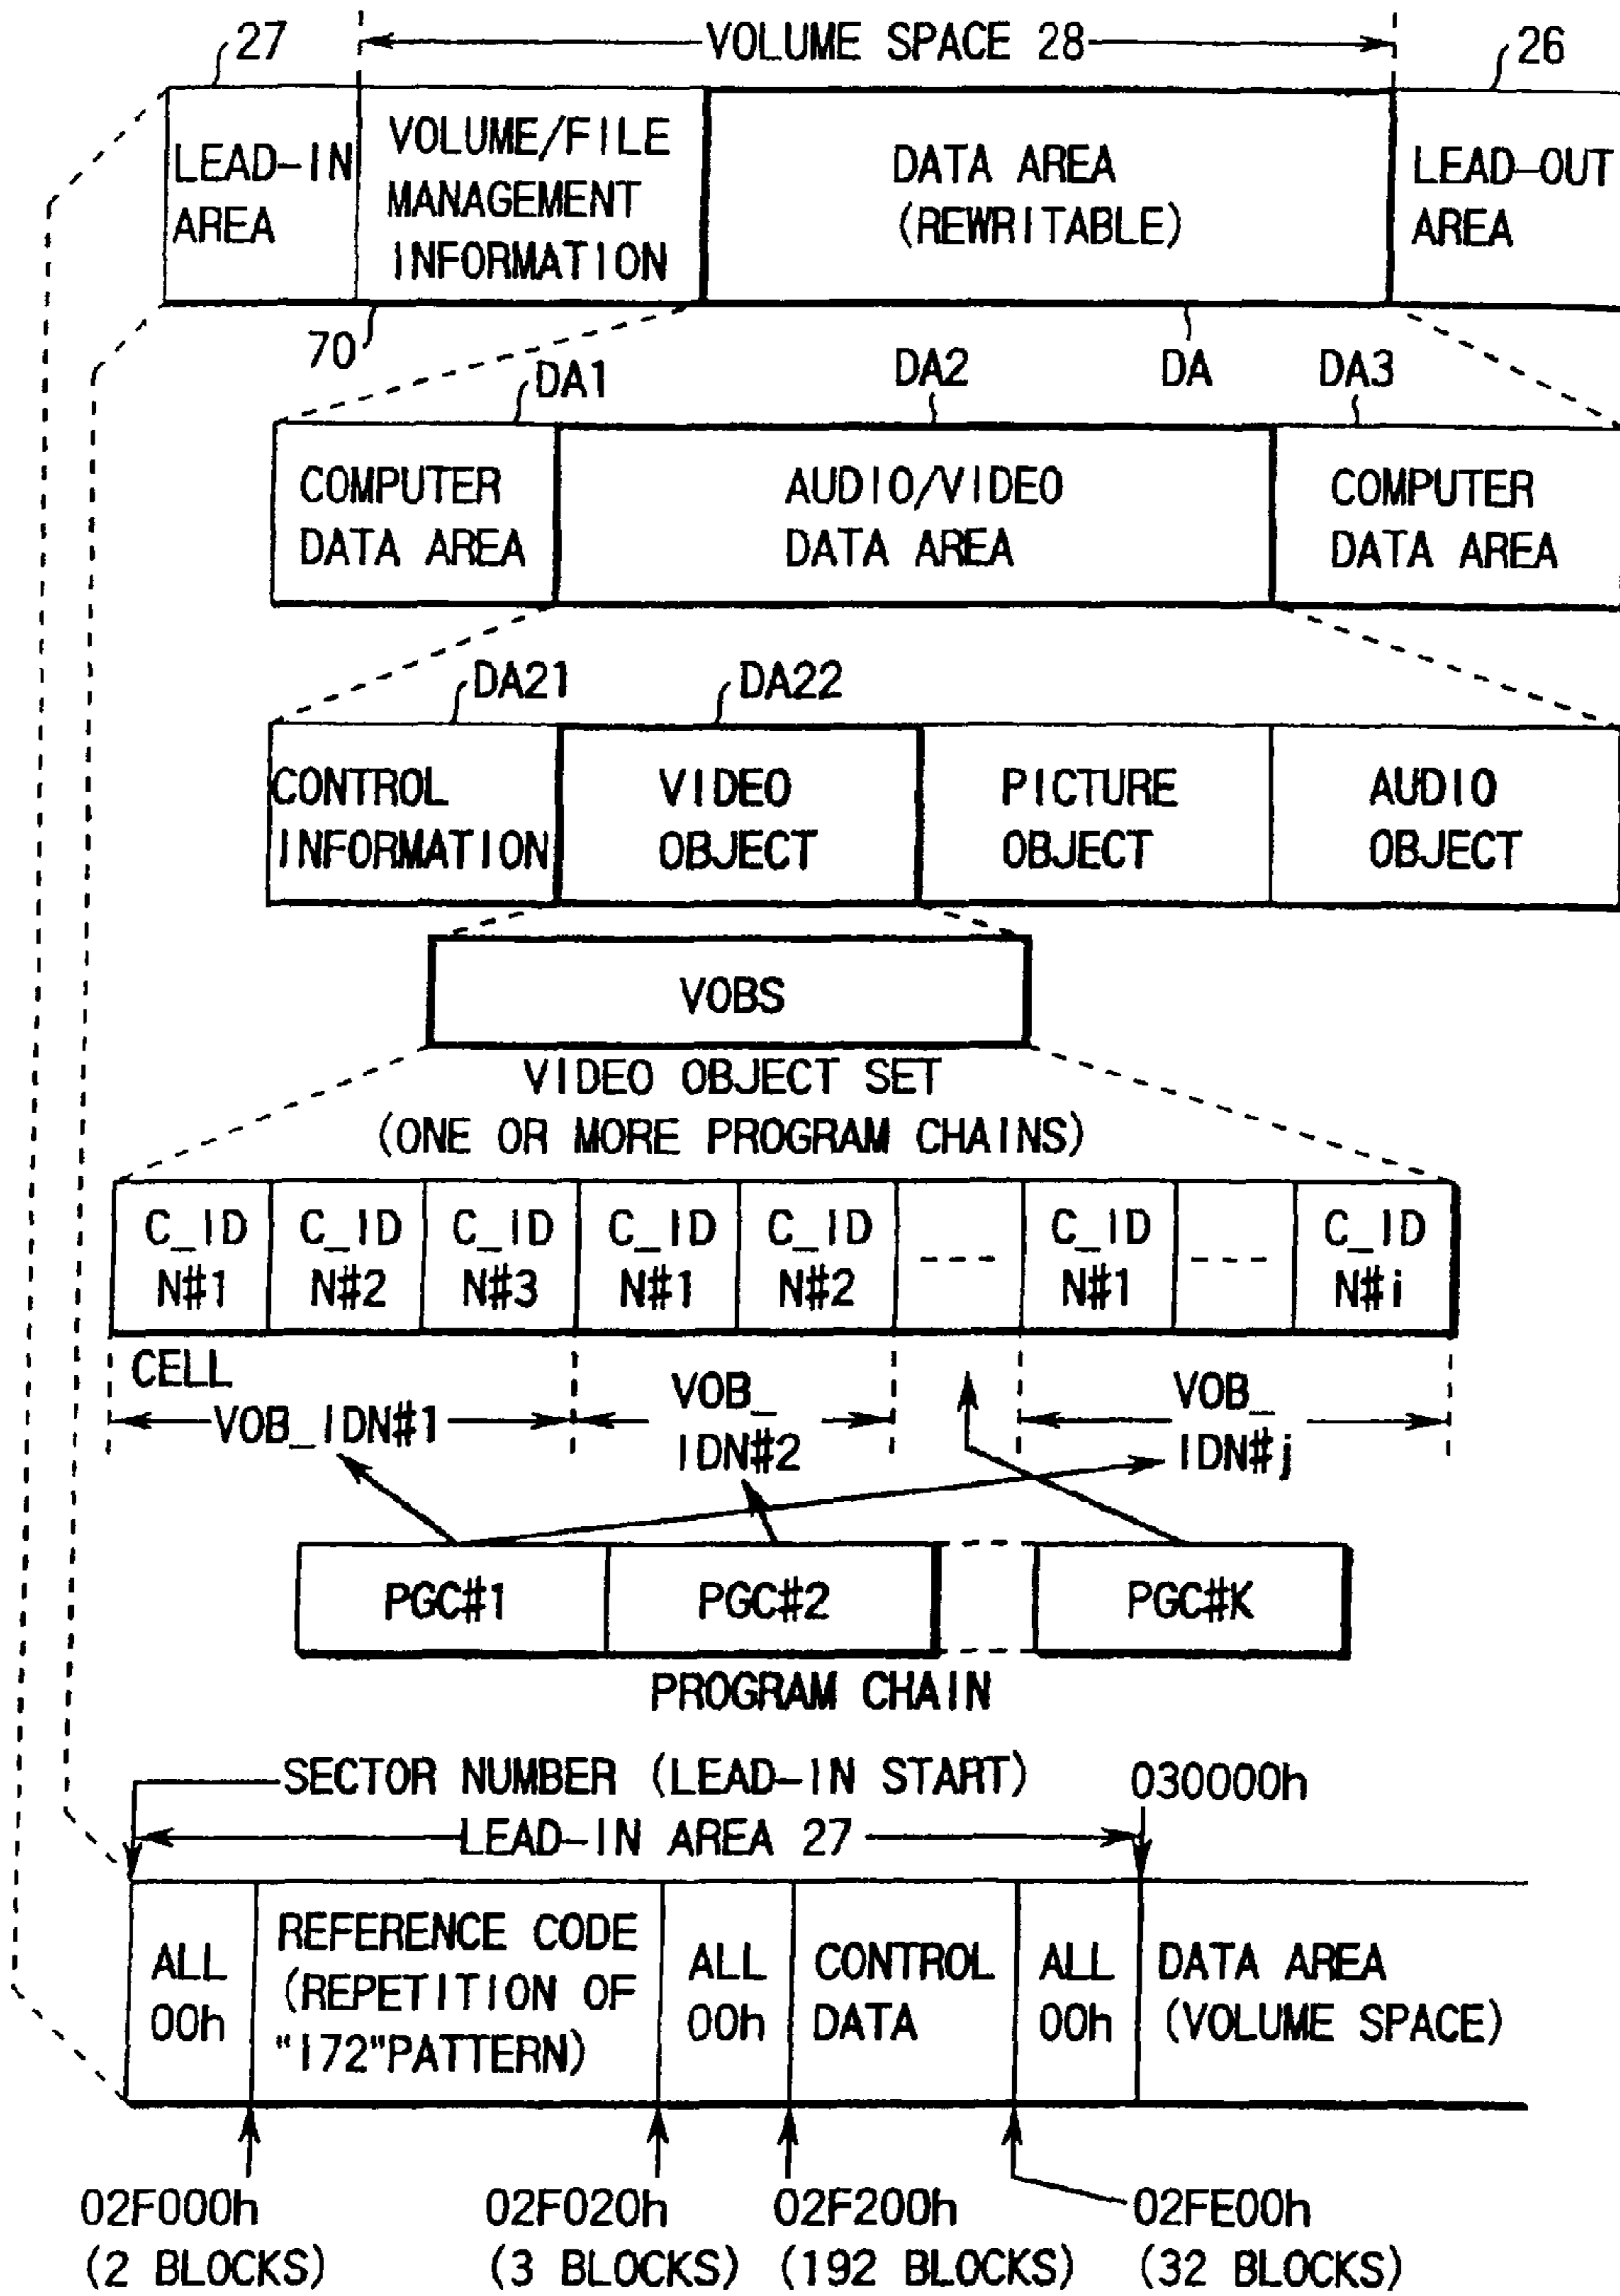 27
VOLUME SPACE 28
26
LEAD-IN
AREA
VOLUME/FILE
MANAGEMENT
INFORMATION
DATA AREA
(REWRITABLE)
LEAD-OUT
AREA
70
DA1
DA2
DA
DA3
COMPUTER
DATA AREA
AUDIO/VIDEO
DATA AREA
COMPUTER
DATA AREA
DA21
DA22
CONTROL
INFORMATION
VIDEO
OBJECT
PICTURE
OBJECT
AUDIO
OBJECT
VOBS
VIDEO OBJECT SET
(ONE OR MORE PROGRAM CHAINS)
C_ID
N#1
C_ID
N#2
C_ID
N#3
C_ID
N#1
C_ID
N#2
----
C_ID
N#1
----
C_ID
N#i
CELL
VOB_IDN#1
VOB_
IDN#2
VOB_
IDN#j
PGC#1
PGC#2
PGC#K
PROGRAM CHAIN
SECTOR NUMBER (LEAD-IN START)
030000h
LEAD-IN AREA 27
ALL
00h
REFERENCE CODE
(REPETITION OF
"172"PATTERN)
ALL
00h
CONTROL
DATA
ALL
00h
DATA AREA
(VOLUME SPACE)
02F000h
(2 BLOCKS)
02F020h
(3 BLOCKS)
02F200h
(192 BLOCKS)
02FE00h
(32 BLOCKS)